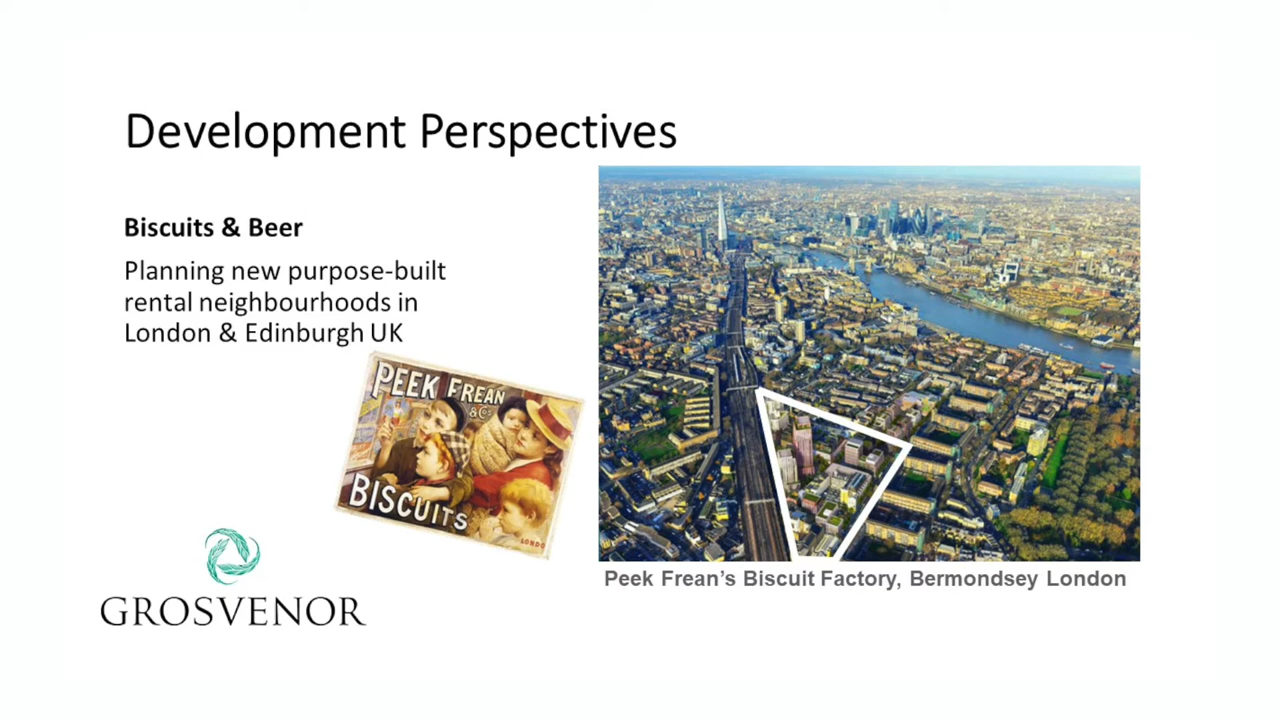 Development Perspectives
Biscuits & Beer
Planning new purpose-built
rental neighbourhoods in
London & Edinburgh UK
PEEK FREAN
& Co's
BISCUITS
LONDON
GROSVENOR
Peek Frean's Biscuit Factory, Bermondsey London